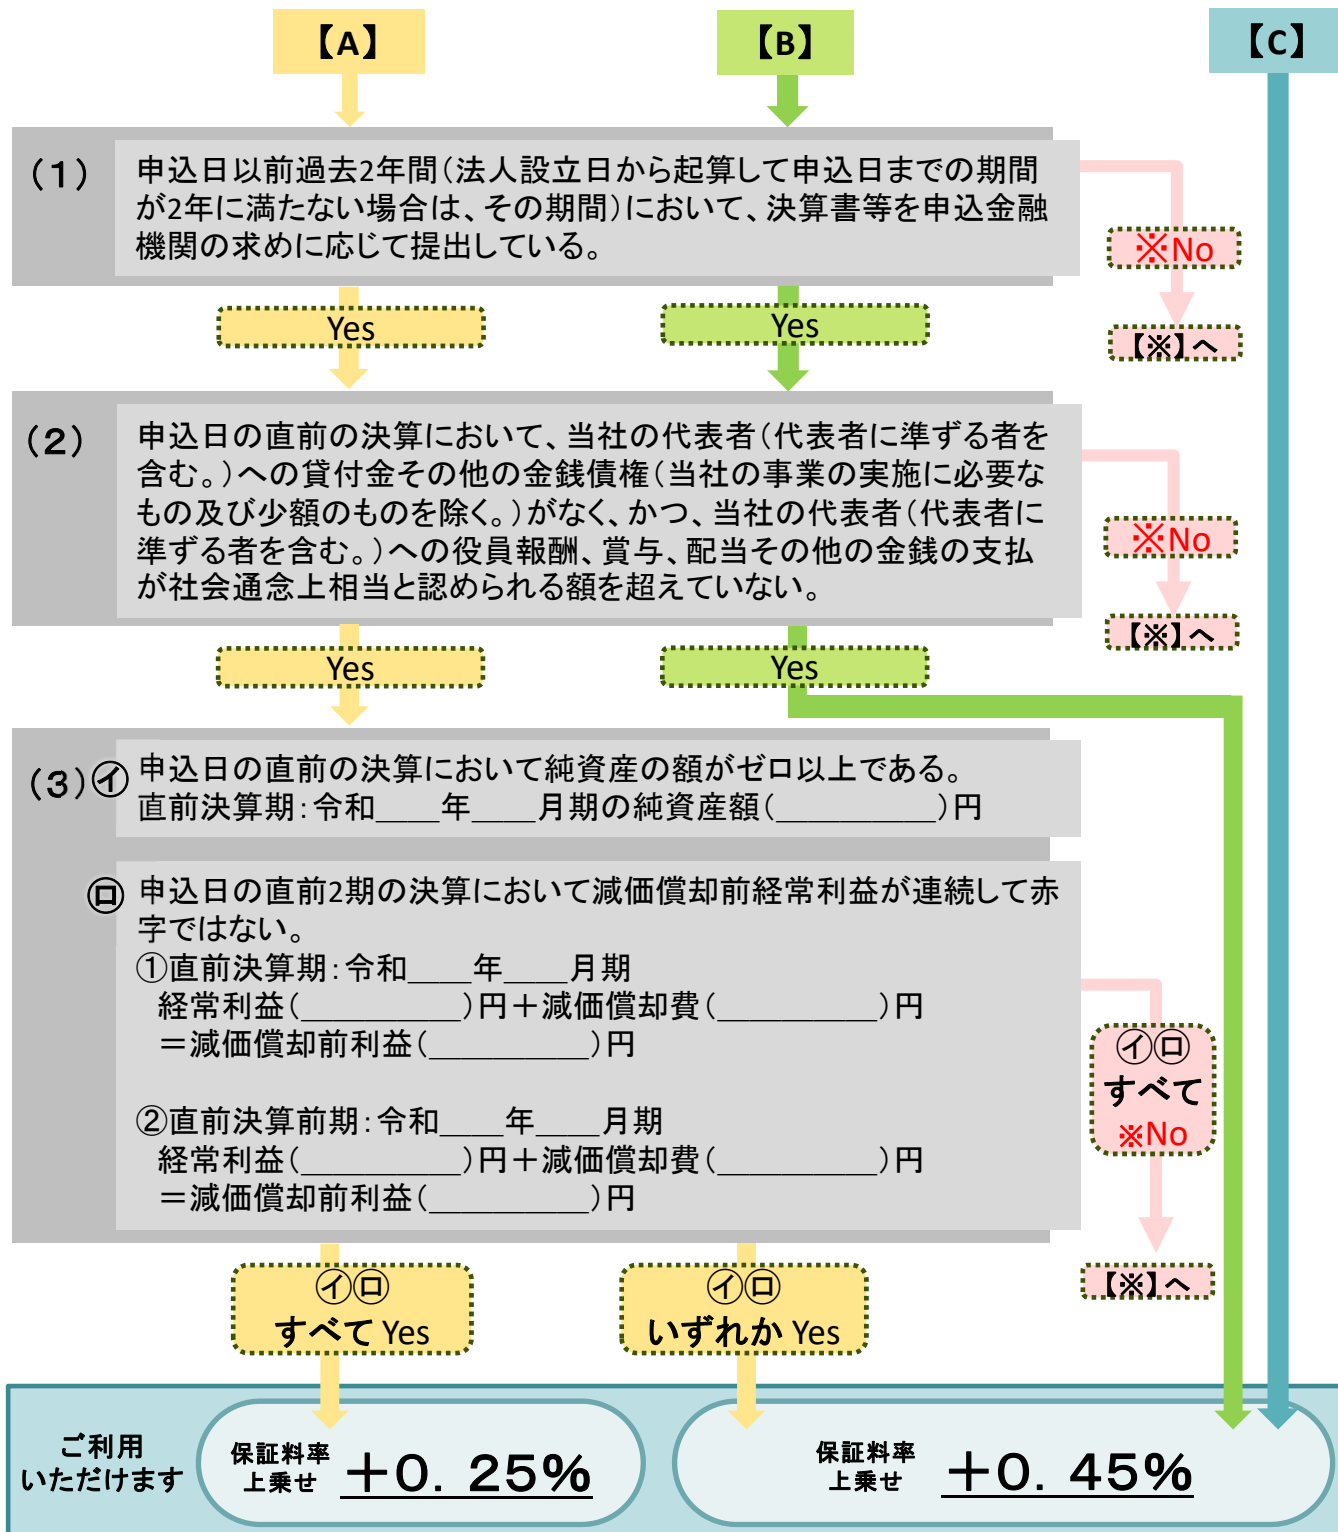 【A】
【B】
【C】
（１）
申込日以前過去2年間（法人設立日から起算して申込日までの期間
が2年に満たない場合は、その期間）において、決算書等を申込金融
機関の求めに応じて提出している。
※No
【※】へ
Yes
Yes
（２）
申込日の直前の決算において、当社の代表者（代表者に準ずる者を
含む。）への貸付金その他の金銭債権（当社の事業の実施に必要な
もの及び少額のものを除く。）がなく、かつ、当社の代表者（代表者に
準ずる者を含む。）への役員報酬、賞与、配当その他の金銭の支払
が社会通念上相当と認められる額を超えていない。
※No
【※】へ
Yes
Yes
（３）㋑
申込日の直前の決算において純資産の額がゼロ以上である。
直前決算期：令和____年____月期の純資産額（__________）円
㋺
申込日の直前2期の決算において減価償却前経常利益が連続して赤
字ではない。
①直前決算期：令和____年____月期
経常利益（__________）円＋減価償却費（__________）円
＝減価償却前利益（__________）円
②直前決算前期：令和____年____月期
経常利益（__________）円＋減価償却費（__________）円
＝減価償却前利益（__________）円
㋑㋺
すべて
※No
【※】へ
㋑㋺
すべて Yes
㋑㋺
いずれか Yes
ご利用
いただけます
保証料率
上乗せ
＋０．２５％
保証料率
上乗せ
＋０．４５％